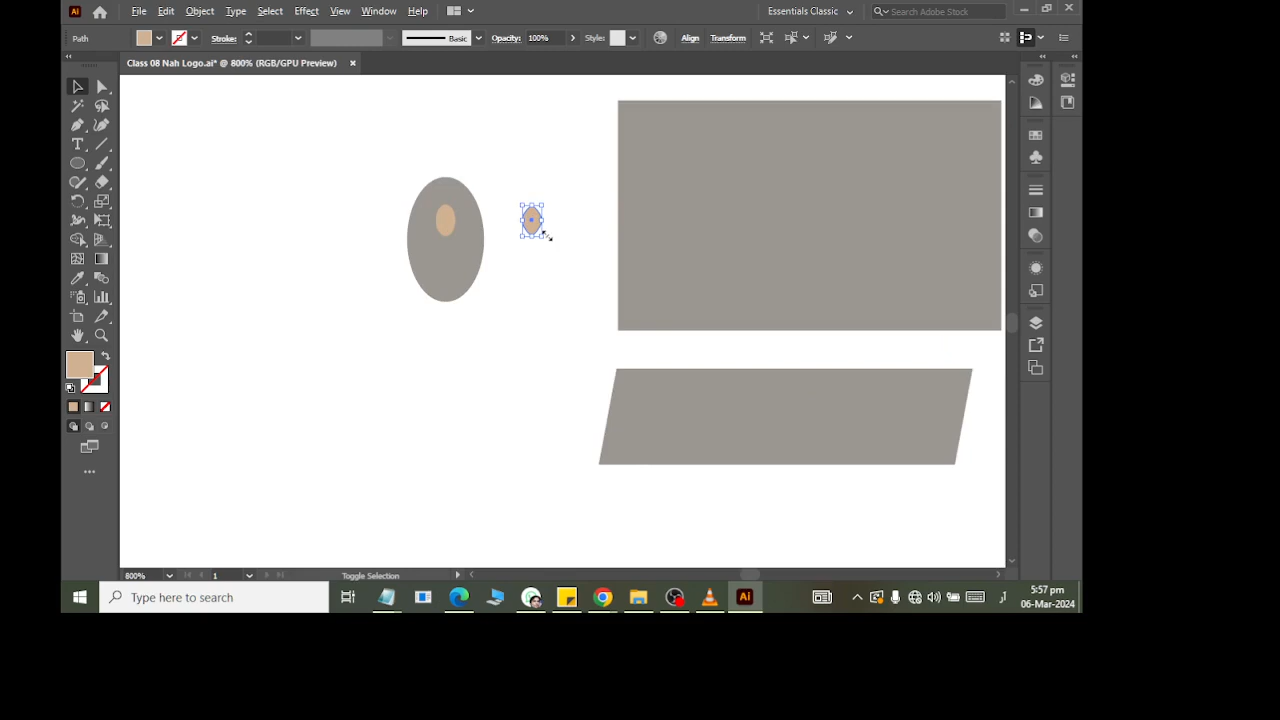 Ai File Edit Object Type Select Effect View Window Help Essentials Classic Search Adobe Stock
Path Stroke: Basic Opacity: 100% Style: Align Transform
Class 08 Nah Logo.ai* @ 800% (RGB/GPU Preview)
T
800% 1 Toggle Selection
Type here to search Ai 5:57 pm
06-Mar-2024